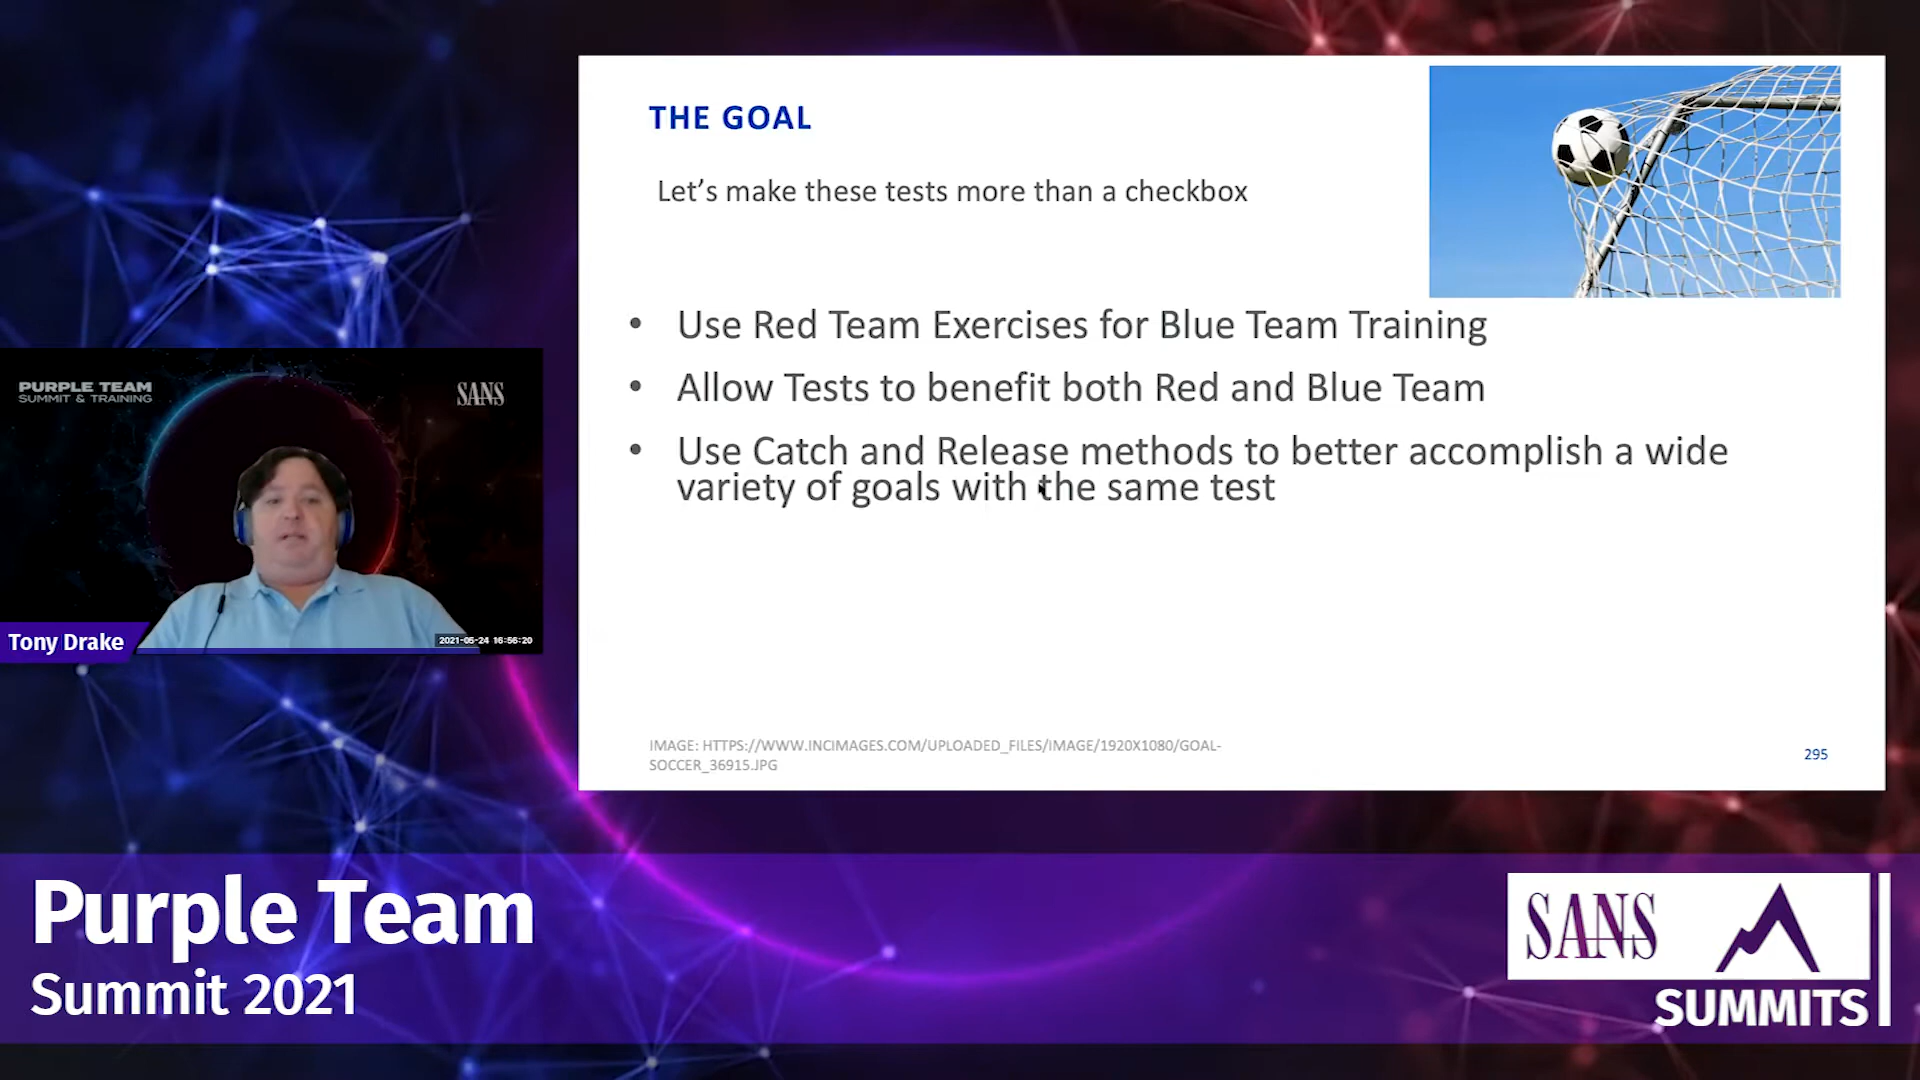 THE GOAL
Let’s make these tests more than a checkbox
• Use Red Team Exercises for Blue Team Training
• Allow Tests to benefit both Red and Blue Team
• Use Catch and Release methods to better accomplish a wide
variety of goals with the same test
IMAGE: HTTPS://WWW.INCIMAGES.COM/UPLOADED_FILES/IMAGE/1920X1080/GOAL-
SOCCER_36915.JPG
295
PURPLE TEAM
SUMMIT & TRAINING
SANS
Tony Drake
2021-05-24 16:56:20
Purple Team
Summit 2021
SANS
SUMMITS